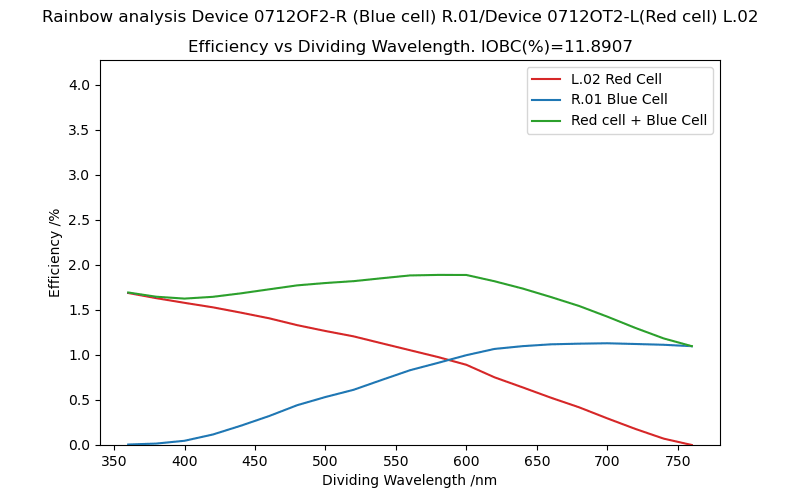 Rainbow analysis Device 0712OF2-R (Blue cell) R.01/Device 0712OT2-L(Red cell) L.02
Efficiency vs Dividing Wavelength. IOBC(%)=11.8907
L.02 Red Cell
R.01 Blue Cell
Red cell + Blue Cell
Efficiency /%
4.0
3.5
3.0
2.5
2.0
1.5
1.0
0.5
0.0
350 400 450 500 550 600 650 700 750
Dividing Wavelength /nm